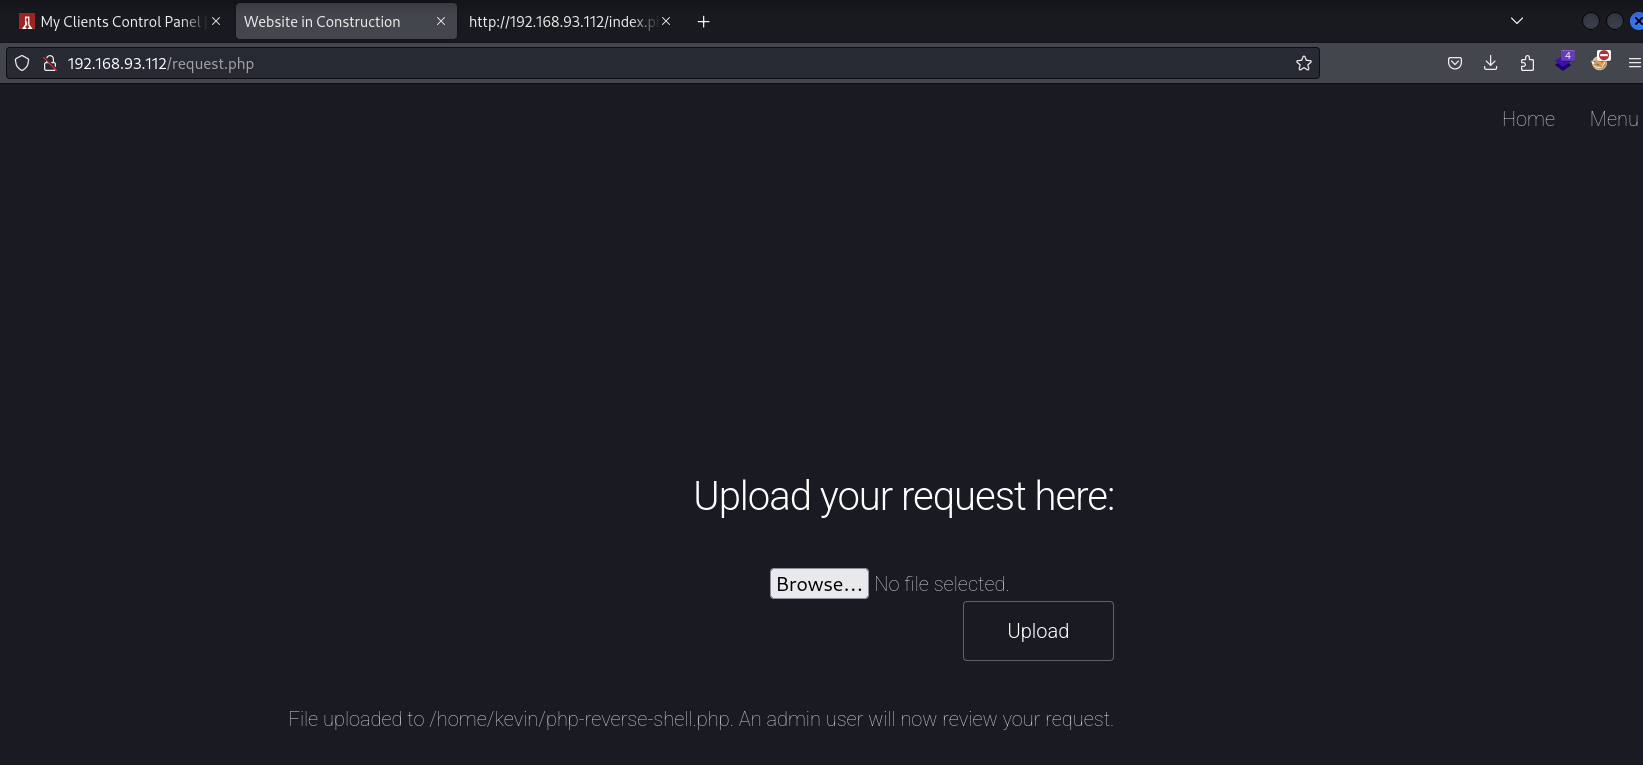 My Clients Control Panel
Website in Construction
http://192.168.93.112/index.p
192.168.93.112/request.php
4
Home Menu
Upload your request here:
Browse... No file selected.
Upload
File uploaded to /home/kevin/php-reverse-shell.php. An admin user will now review your request.